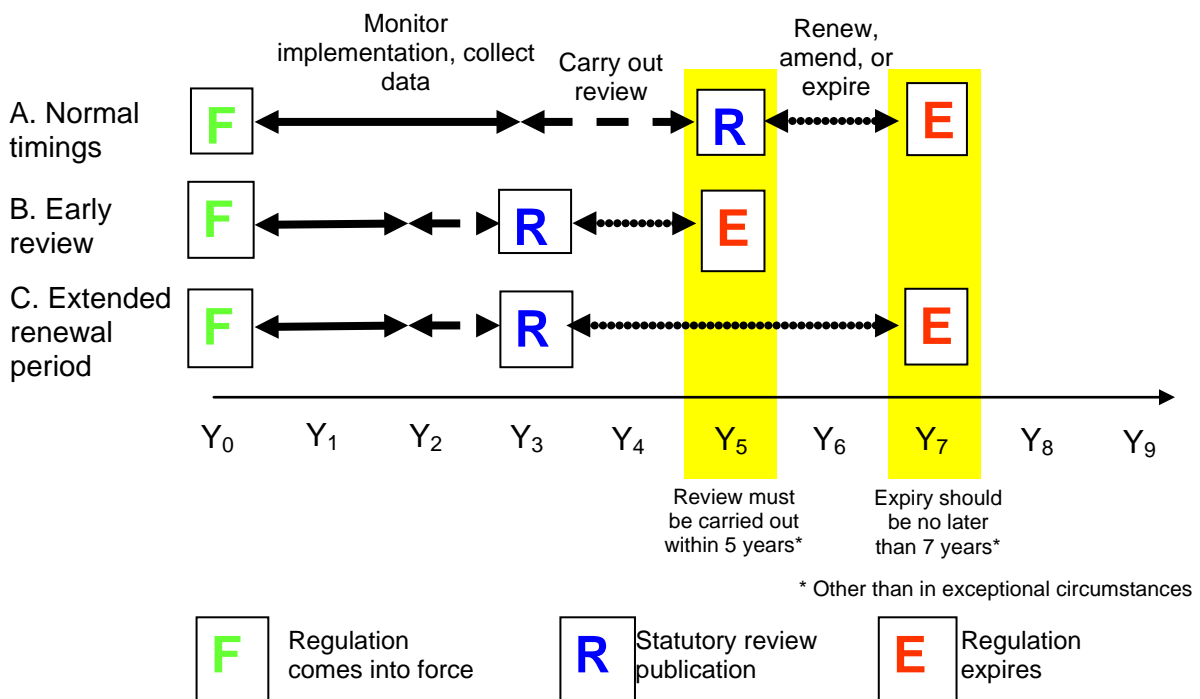 Monitor
implementation, collect
data
Carry out
review
Renew,
amend, or
expire
A. Normal
timings
F
R
E
B. Early
review
F
R
E
C. Extended
renewal
period
F
R
E
Y0 Y1 Y2 Y3 Y4 Y5 Y6 Y7 Y8 Y9
Review must
be carried out
within 5 years*
Expiry should
be no later
than 7 years*
* Other than in exceptional circumstances
F
Regulation
comes into force
R
Statutory review
publication
E
Regulation
expires